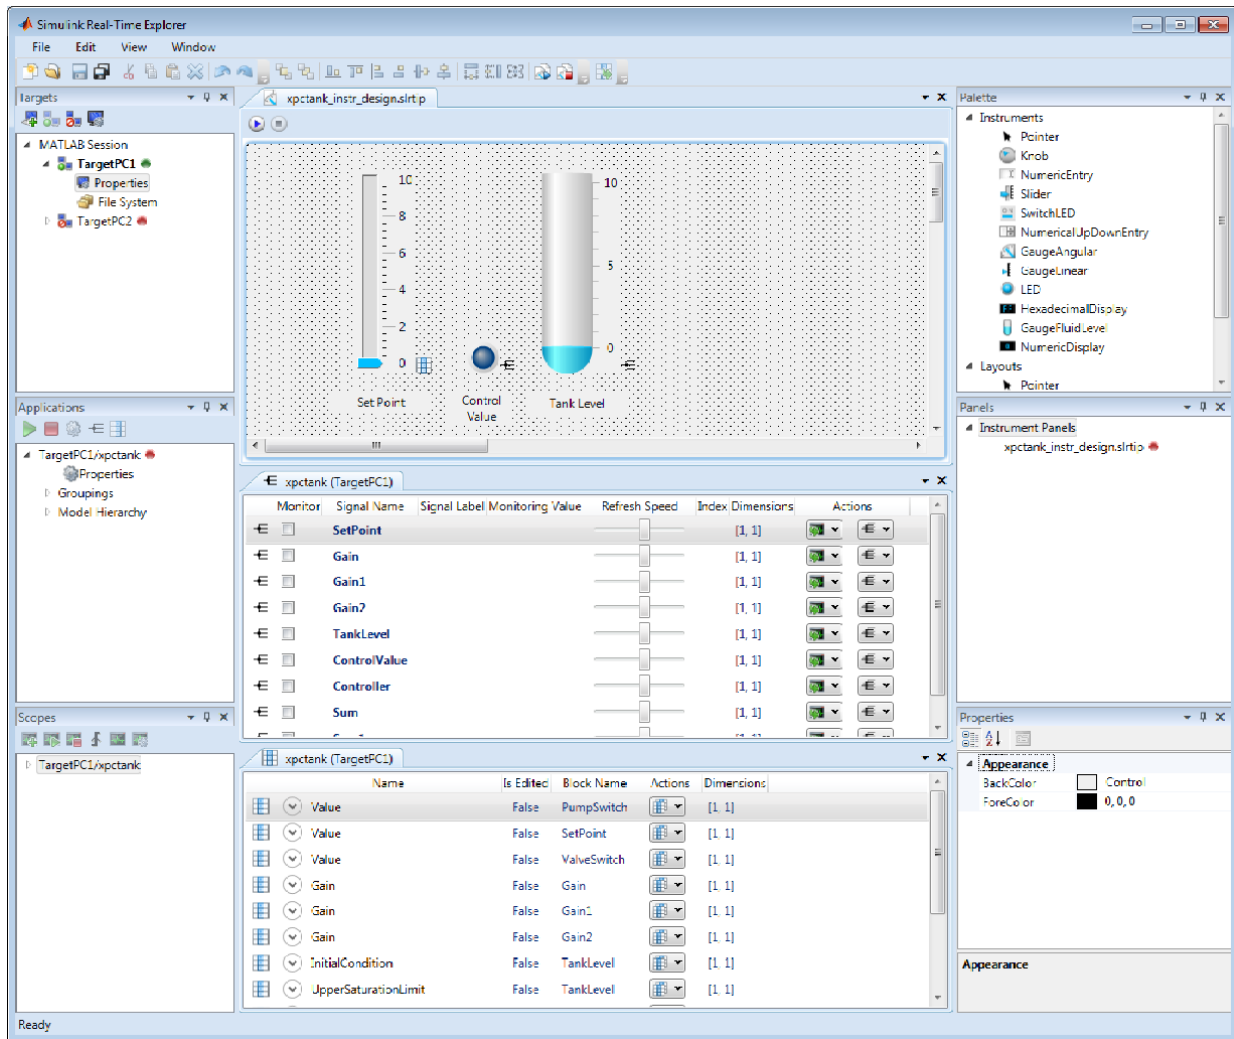 Simulink Real-Time Explorer
File Edit View Window
Targets
MATLAB Session
TargetPC1
Properties
File System
TargetPC2
Applications
TargetPC1/xpctank
Properties
Groupings
Model Hierarchy
Scopes
TargetPC1/xpctank
xpctank_instr_design.slrtip
10
8
6
4
2
0
Set Point
Control
Value
10
5
0
Tank Level
xpctank (TargetPC1)
Monitor Signal Name Signal Label Monitoring Value Refresh Speed Index Dimensions Actions
SetPoint [1, 1]
Gain [1, 1]
Gain1 [1, 1]
Gain2 [1, 1]
TankLevel [1, 1]
ControlValue [1, 1]
Controller [1, 1]
Sum [1, 1]
xpctank (TargetPC1)
Name Is Edited Block Name Actions Dimensions
Value False PumpSwitch [1, 1]
Value False SetPoint [1, 1]
Value False ValveSwitch [1, 1]
Gain False Gain [1, 1]
Gain False Gain1 [1, 1]
Gain False Gain2 [1, 1]
InitialCondition False TankLevel [1, 1]
UpperSaturationLimit False TankLevel [1, 1]
Palette
Instruments
Pointer
Knob
NumericEntry
Slider
SwitchLED
NumericalUpDownEntry
GaugeAngular
GaugeLinear
LED
HexadecimalDisplay
GaugeFluidLevel
NumericDisplay
Layouts
Pointer
Panels
Instrument Panels
xpctank_instr_design.slrtip
Properties
Appearance
BackColor Control
ForeColor 0, 0, 0
Appearance
Ready